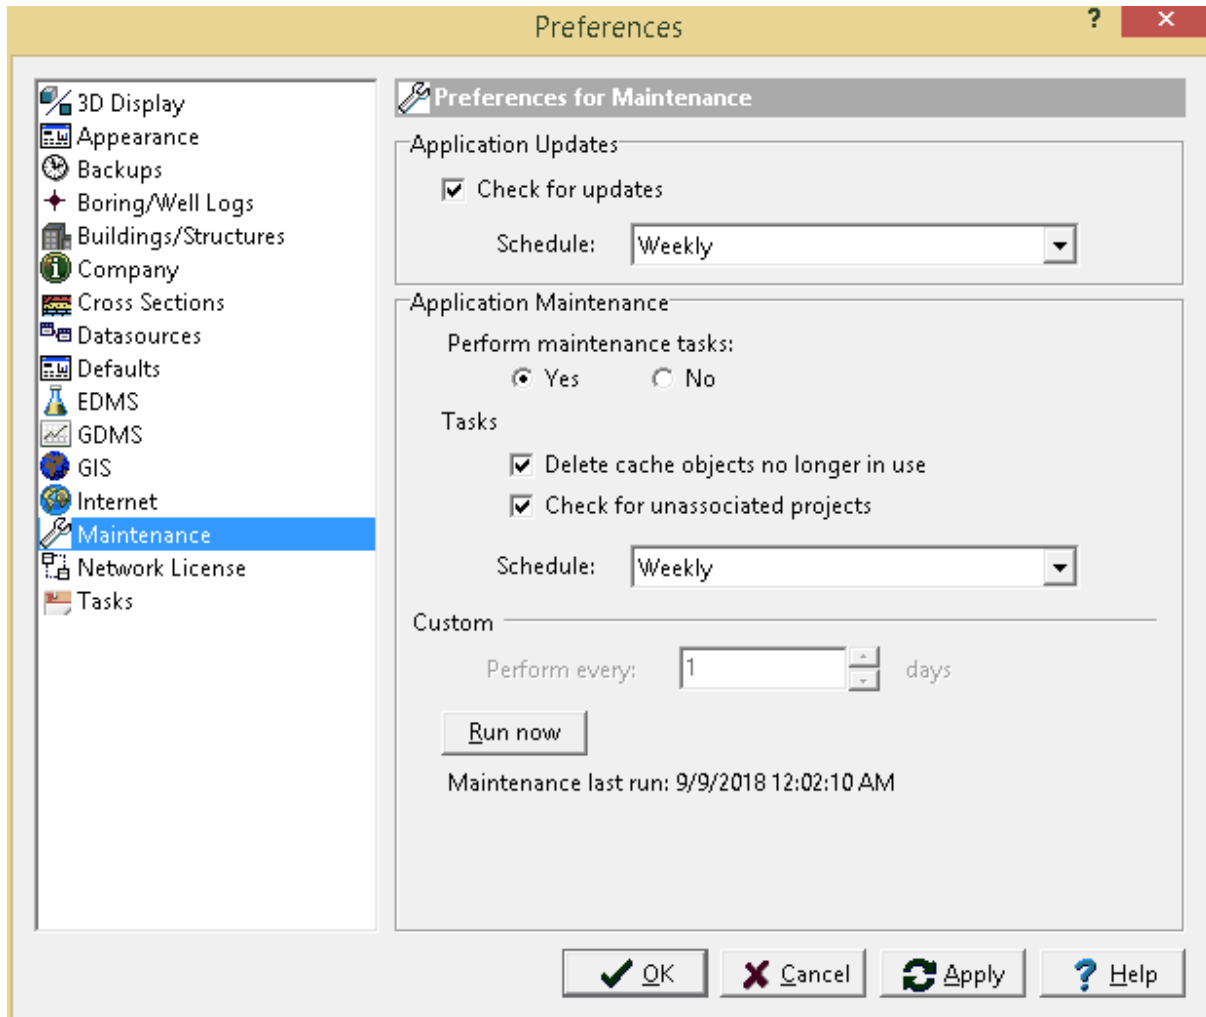 Preferences
?
3D Display
Appearance
Backups
Boring/Well Logs
Buildings/Structures
Company
Cross Sections
Datasources
Defaults
EDMS
GDMS
GIS
Internet
Maintenance
Network License
Tasks
Preferences for Maintenance
Application Updates
Check for updates
Schedule: Weekly
Application Maintenance
Perform maintenance tasks:
Yes No
Tasks
Delete cache objects no longer in use
Check for unassociated projects
Schedule: Weekly
Custom
Perform every: 1 days
Run now
Maintenance last run: 9/9/2018 12:02:10 AM
OK Cancel Apply ? Help